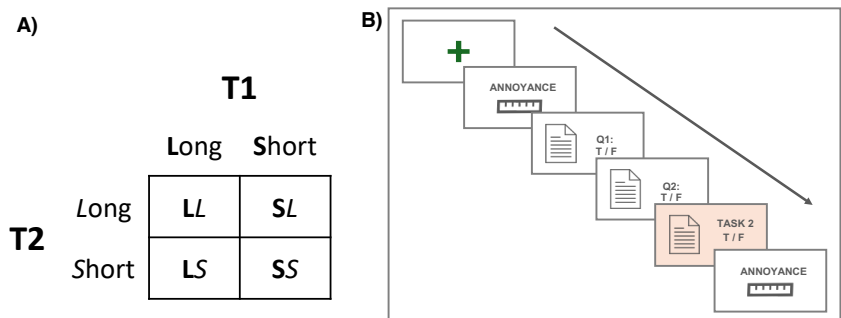 A)
T1
Long Short
T2
Long LL SL
Short LS SS
B)
ANNOYANCE
Q1:
T / F
Q2:
T / F
TASK 2
T / F
ANNOYANCE